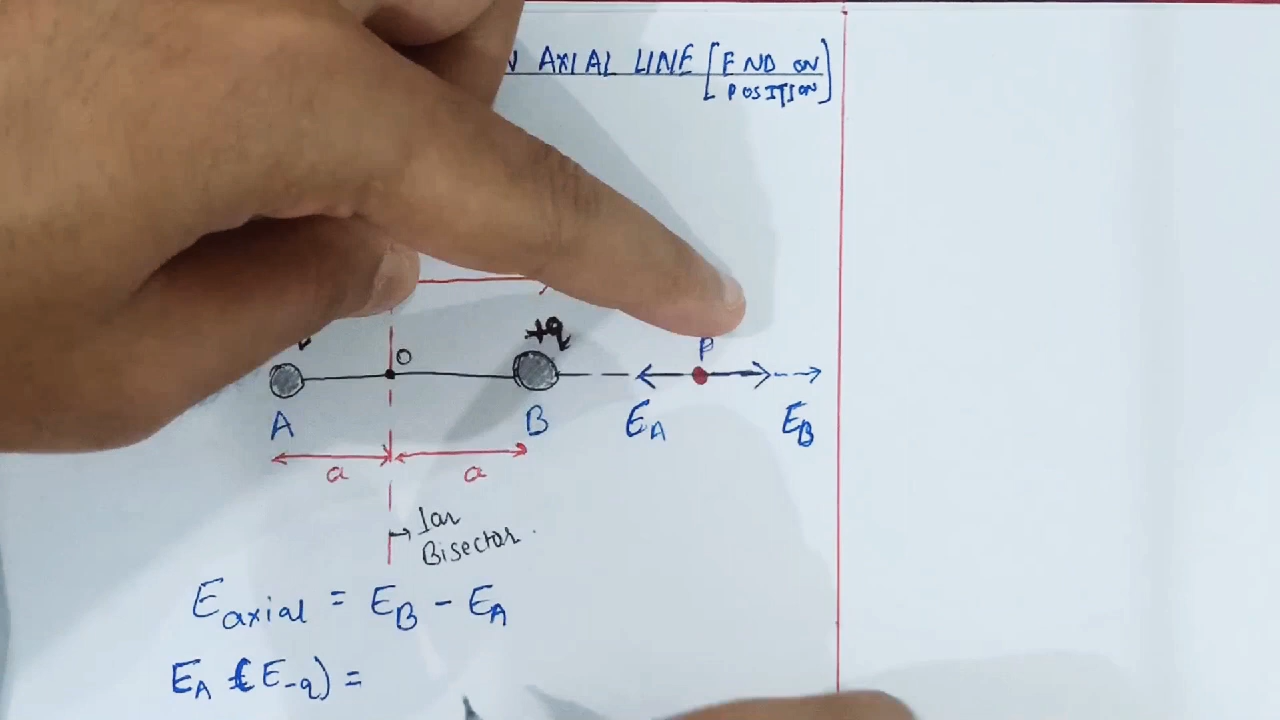 AXIAL LINE [END ON
POSITION]
+q
O
P
A
B
EA
EB
a
a
⊥ar
Bisector.
Eaxial = EB - EA
EA (E-q) =